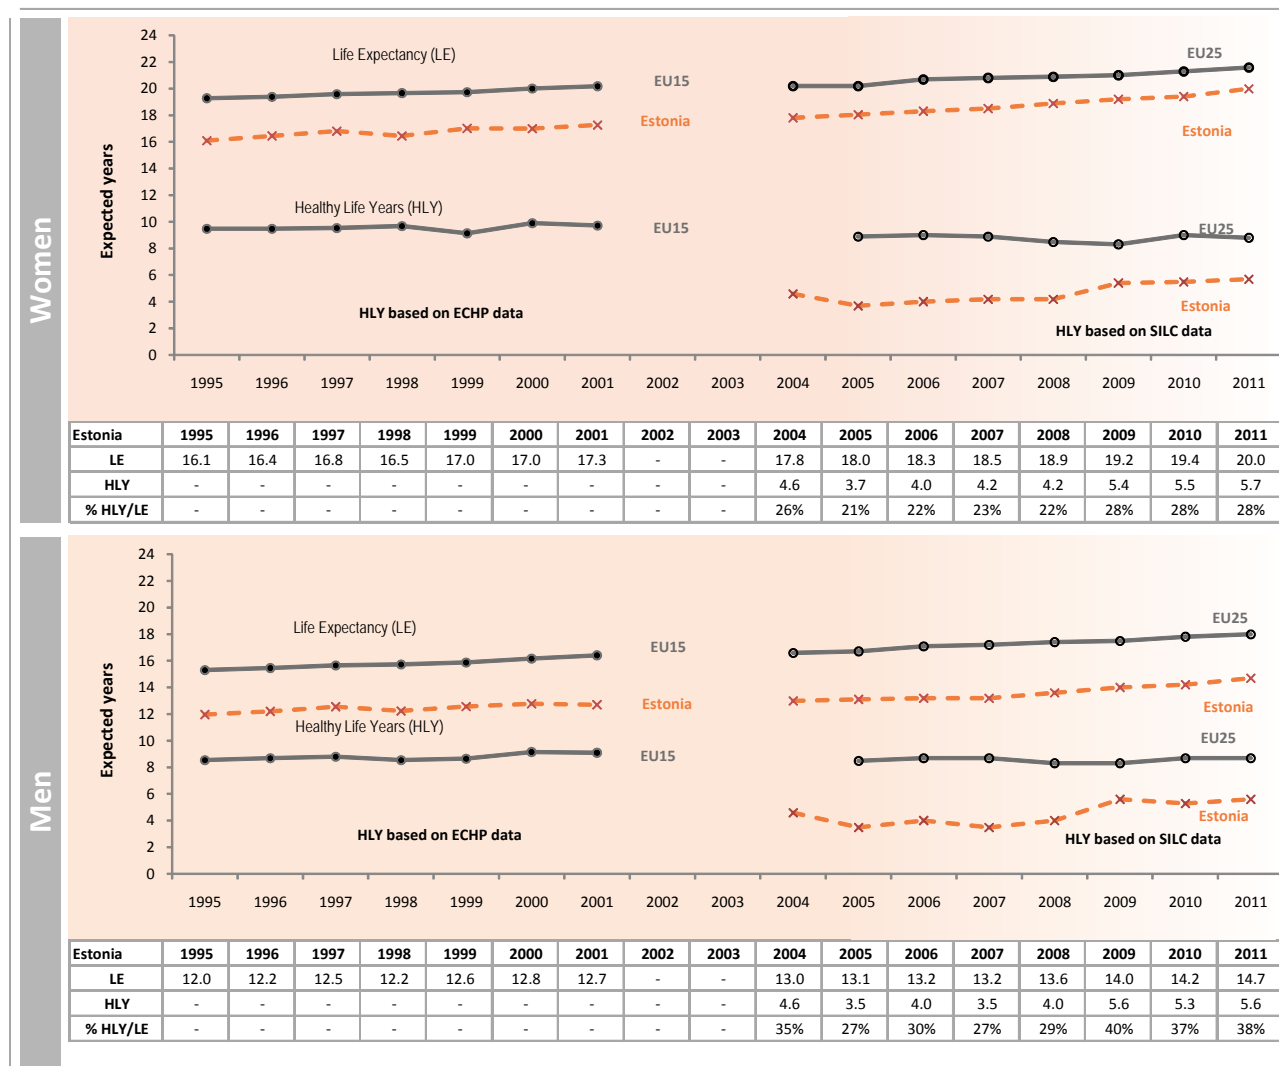 Women
24
22
20
18
16
14
12
10
8
6
4
2
0
Expected years
Life Expectancy (LE)
EU15
Estonia
EU25
Estonia
Healthy Life Years (HLY)
EU15
EU25
Estonia
HLY based on ECHP data
HLY based on SILC data
1995 1996 1997 1998 1999 2000 2001 2002 2003 2004 2005 2006 2007 2008 2009 2010 2011
Estonia 1995 1996 1997 1998 1999 2000 2001 2002 2003 2004 2005 2006 2007 2008 2009 2010 2011
LE 16.1 16.4 16.8 16.5 17.0 17.0 17.3 - - 17.8 18.0 18.3 18.5 18.9 19.2 19.4 20.0
HLY - - - - - - - - - 4.6 3.7 4.0 4.2 4.2 5.4 5.5 5.7
% HLY/LE - - - - - - - - - 26% 21% 22% 23% 22% 28% 28% 28%
Men
24
22
20
18
16
14
12
10
8
6
4
2
0
Expected years
Life Expectancy (LE)
EU15
Estonia
EU25
Estonia
Healthy Life Years (HLY)
EU15
EU25
Estonia
HLY based on ECHP data
HLY based on SILC data
1995 1996 1997 1998 1999 2000 2001 2002 2003 2004 2005 2006 2007 2008 2009 2010 2011
Estonia 1995 1996 1997 1998 1999 2000 2001 2002 2003 2004 2005 2006 2007 2008 2009 2010 2011
LE 12.0 12.2 12.5 12.2 12.6 12.8 12.7 - - 13.0 13.1 13.2 13.2 13.6 14.0 14.2 14.7
HLY - - - - - - - - - 4.6 3.5 4.0 3.5 4.0 5.6 5.3 5.6
% HLY/LE - - - - - - - - - 35% 27% 30% 27% 29% 40% 37% 38%